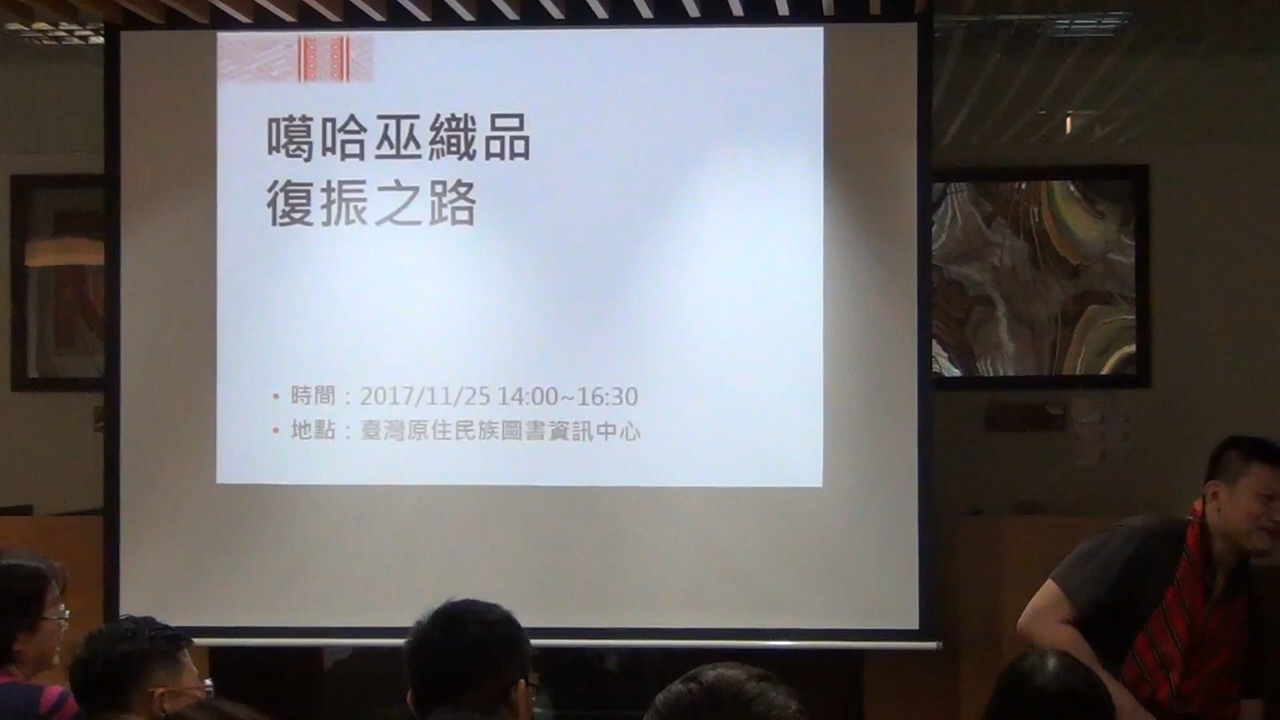 噶哈巫織品
復振之路
• 時間：2017/11/25 14:00~16:30
• 地點：臺灣原住民族圖書資訊中心